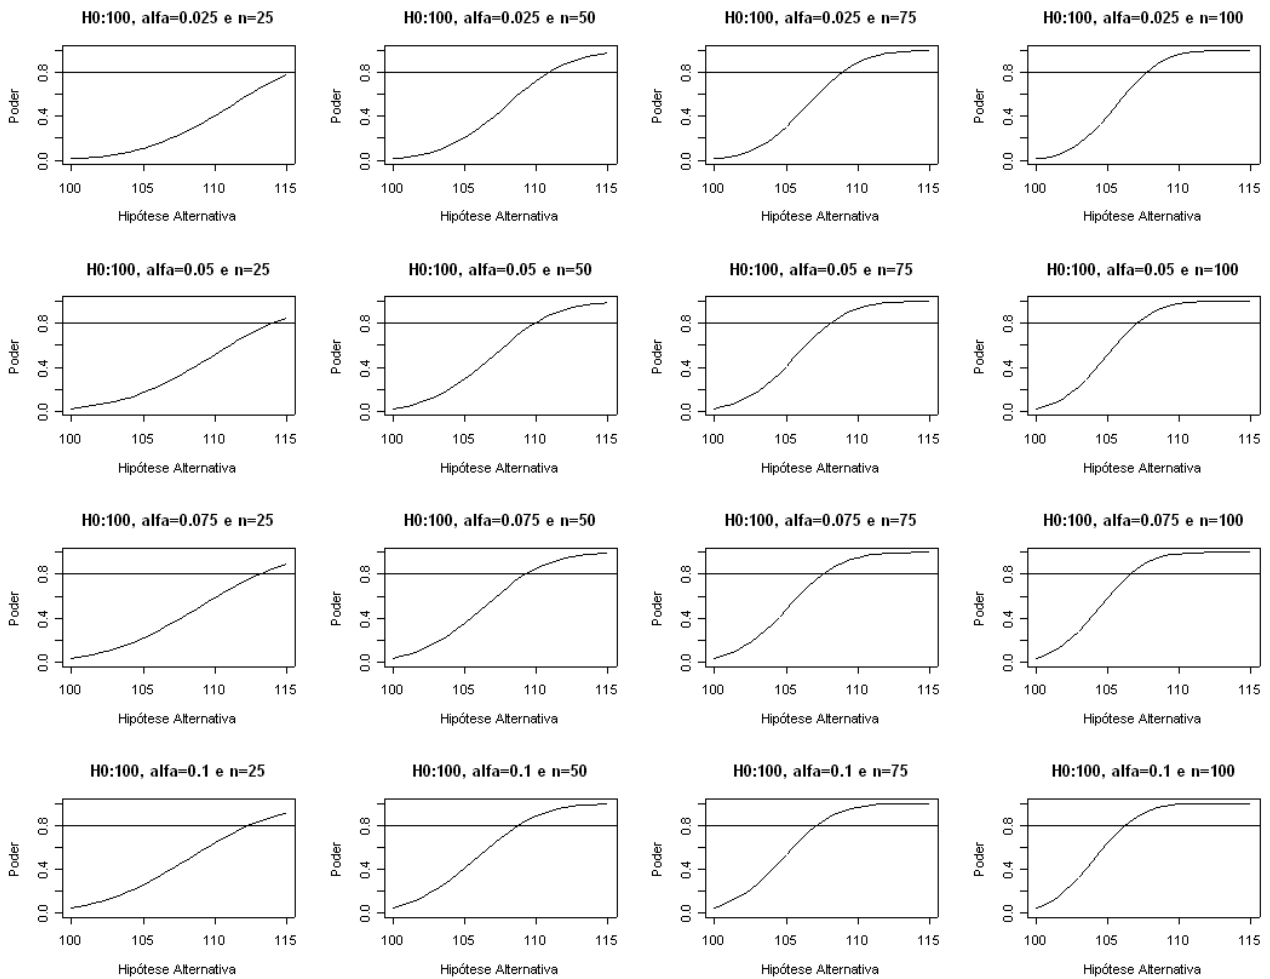 H0:100, alfa=0.025 e n=25
H0:100, alfa=0.025 e n=50
H0:100, alfa=0.025 e n=75
H0:100, alfa=0.025 e n=100
Poder
0.0 0.4 0.8
Poder
0.0 0.4 0.8
Poder
0.0 0.4 0.8
Poder
0.0 0.4 0.8
100 105 110 115
100 105 110 115
100 105 110 115
100 105 110 115
Hipótese Alternativa
Hipótese Alternativa
Hipótese Alternativa
Hipótese Alternativa
H0:100, alfa=0.05 e n=25
H0:100, alfa=0.05 e n=50
H0:100, alfa=0.05 e n=75
H0:100, alfa=0.05 e n=100
Poder
0.0 0.4 0.8
Poder
0.0 0.4 0.8
Poder
0.0 0.4 0.8
Poder
0.0 0.4 0.8
100 105 110 115
100 105 110 115
100 105 110 115
100 105 110 115
Hipótese Alternativa
Hipótese Alternativa
Hipótese Alternativa
Hipótese Alternativa
H0:100, alfa=0.075 e n=25
H0:100, alfa=0.075 e n=50
H0:100, alfa=0.075 e n=75
H0:100, alfa=0.075 e n=100
Poder
0.0 0.4 0.8
Poder
0.0 0.4 0.8
Poder
0.0 0.4 0.8
Poder
0.0 0.4 0.8
100 105 110 115
100 105 110 115
100 105 110 115
100 105 110 115
Hipótese Alternativa
Hipótese Alternativa
Hipótese Alternativa
Hipótese Alternativa
H0:100, alfa=0.1 e n=25
H0:100, alfa=0.1 e n=50
H0:100, alfa=0.1 e n=75
H0:100, alfa=0.1 e n=100
Poder
0.0 0.4 0.8
Poder
0.0 0.4 0.8
Poder
0.0 0.4 0.8
Poder
0.0 0.4 0.8
100 105 110 115
100 105 110 115
100 105 110 115
100 105 110 115
Hipótese Alternativa
Hipótese Alternativa
Hipótese Alternativa
Hipótese Alternativa